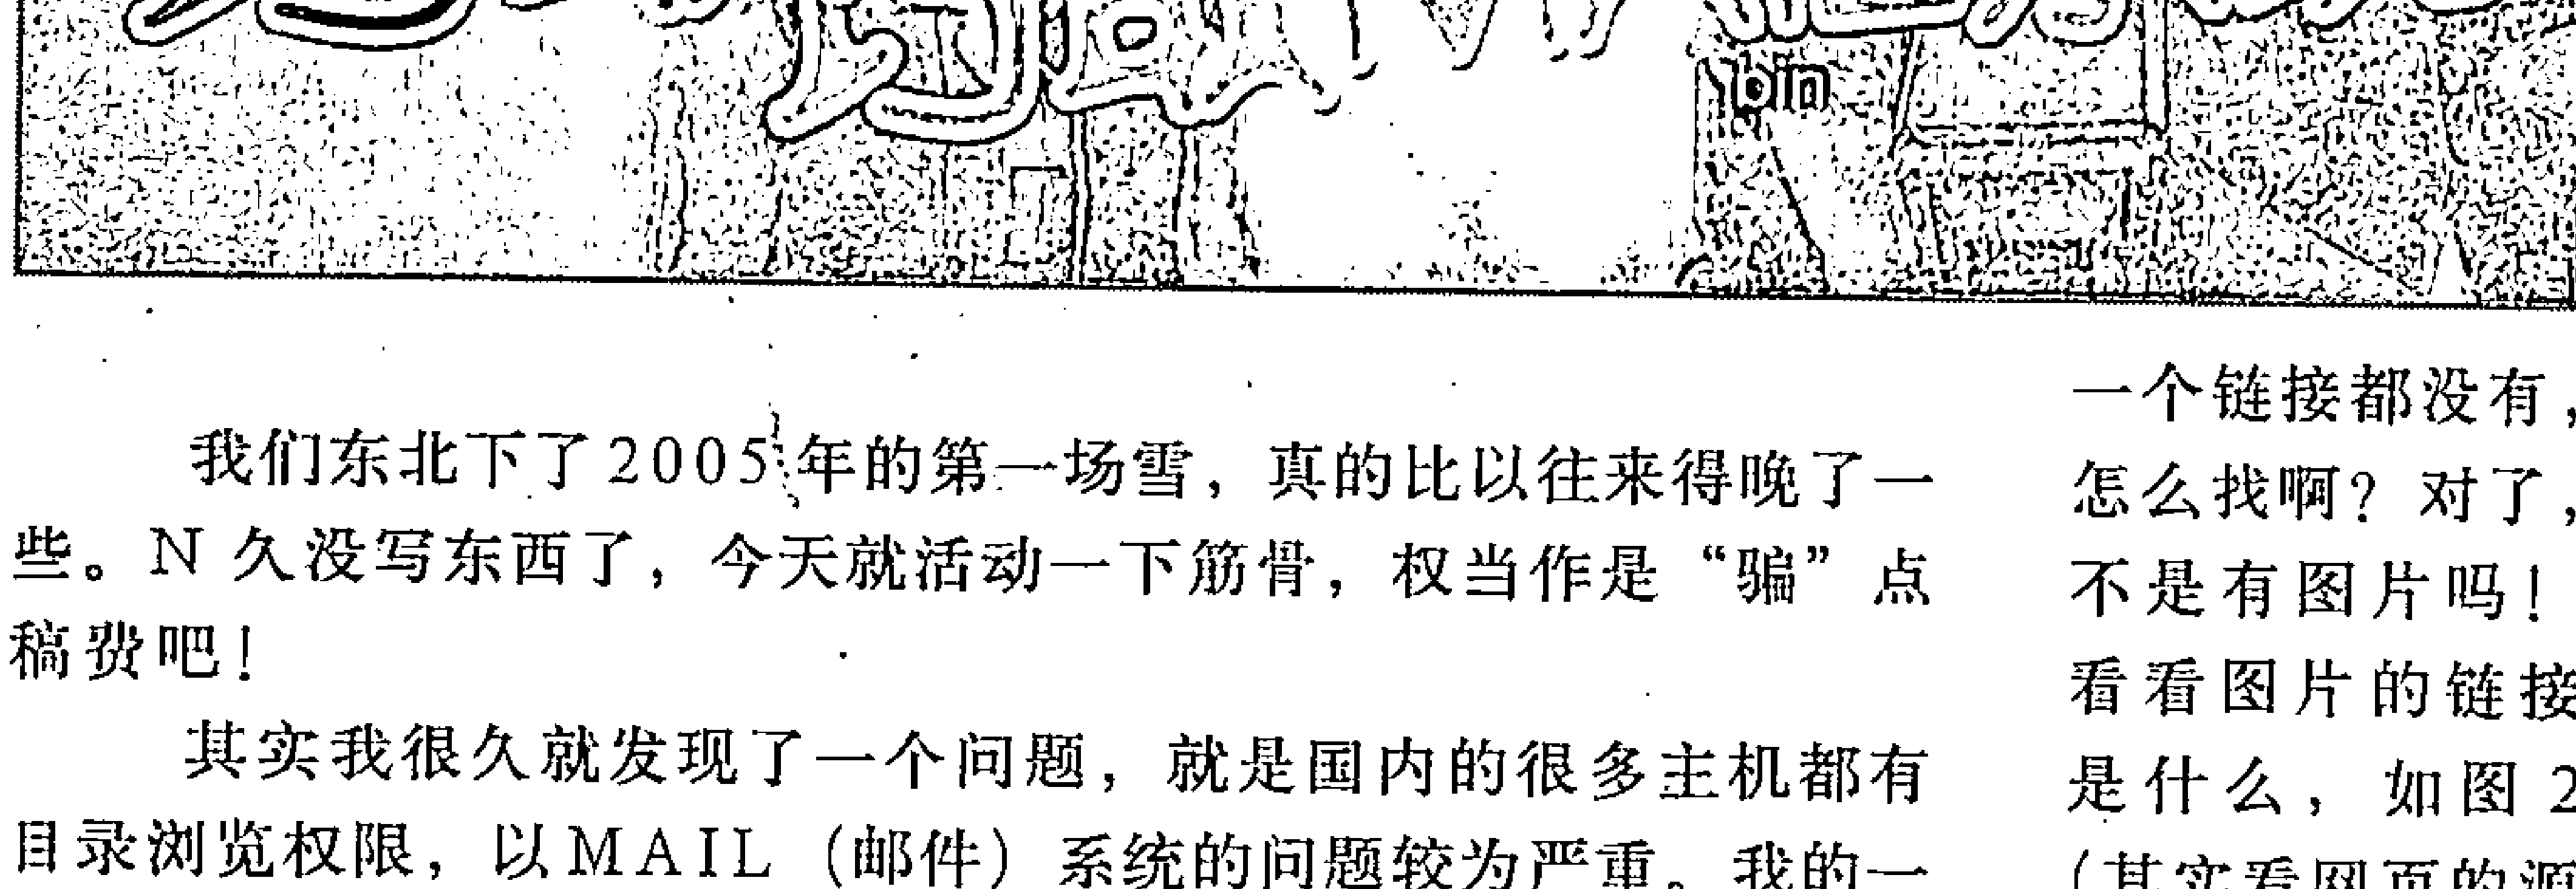 bin
我们东北下了2005年的第一场雪，真的比以往来得晚了一
些。N 久没写东西了，今天就活动一下筋骨，权当作是“骗”点
稿费吧！
其实我很久就发现了一个问题，就是国内的很多主机都有
目录浏览权限，以MAIL（邮件）系统的问题较为严重。我的一
一个链接都没有，
怎么找啊？对了，
不是有图片吗！
看看图片的链接
是什么，如图 2
（其实看网页的源